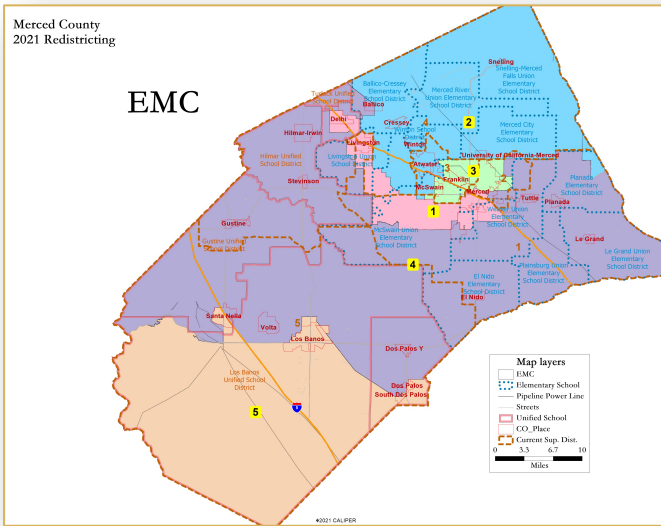 Merced County
2021 Redistricting
EMC
Snelling
Snelling-Merced
Falls Union
Elementary
School District
Ballico-Cressey
Elementary
School District
Merced River
Union Elementary
School District
Unified
School District
Ballico
Delhi
Cressey
School
District
Winton
2
Merced City
Elementary
School District
Hilmar-Irwin
Livingston
Hilmar Unified
School District
Livingston Union
School District
Atwater
University of California-Merced
Franklin
3
2
McSwain
Merced
Planada
Elementary
School District
Stevinson
1
Tuttle
Planada
Union
Elementary
School District
Gustine
Gustine Unified
School District
McSwain Union
Elementary
School District
1
Le Grand
Le Grand Union
Elementary
School District
4
Plainsburg Union
Elementary
School District
El Nido
Elementary
School District
El Nido
Santa Nella
Volta
5
Los Banos
Dos Palos Y
Los Banos
Unified School
District
Dos Palos
South Dos Palos
5
Map layers
EMC
Elementary School
Pipeline Power Line
Streets
Unified School
CO_Place
Current Sup. Dist.
0 3.3 6.7 10
Miles
©2021 CALIPER